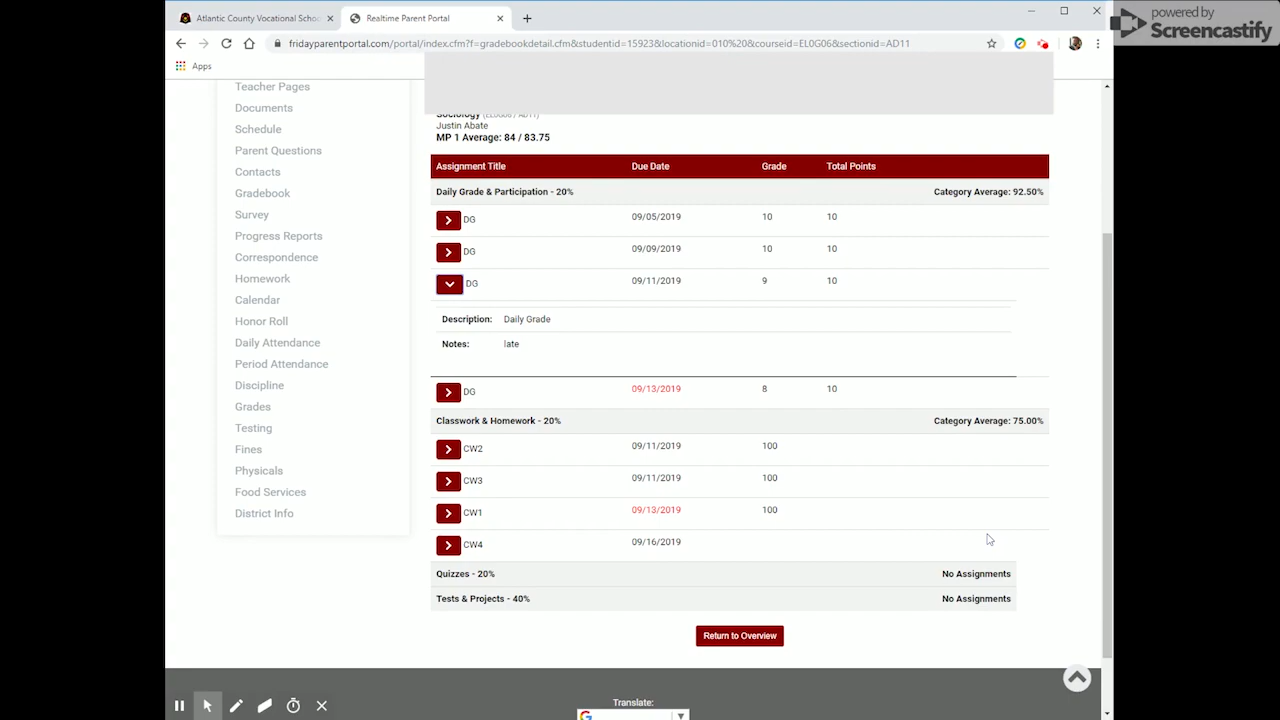 Atlantic County Vocational Schoo
Realtime Parent Portal
powered by
Screencastify
fridayparentportal.com/portal/index.cfm?f=gradebookdetail.cfm&studentid=15923&locationid=010%20&courseid=EL0G06&sectionid=AD11
Apps
Teacher Pages
Documents
Schedule
Parent Questions
Contacts
Gradebook
Survey
Progress Reports
Correspondence
Homework
Calendar
Honor Roll
Daily Attendance
Period Attendance
Discipline
Grades
Testing
Fines
Physicals
Food Services
District Info
Sociology (EL0G06 / AD11)
Justin Abate
MP 1 Average: 84 / 83.75
Assignment Title Due Date Grade Total Points
Daily Grade & Participation - 20% Category Average: 92.50%
DG 09/05/2019 10 10
DG 09/09/2019 10 10
DG 09/11/2019 9 10
Description: Daily Grade
Notes: late
DG 09/13/2019 8 10
Classwork & Homework - 20% Category Average: 75.00%
CW2 09/11/2019 100
CW3 09/11/2019 100
CW1 09/13/2019 100
CW4 09/16/2019
Quizzes - 20% No Assignments
Tests & Projects - 40% No Assignments
Return to Overview
Translate: